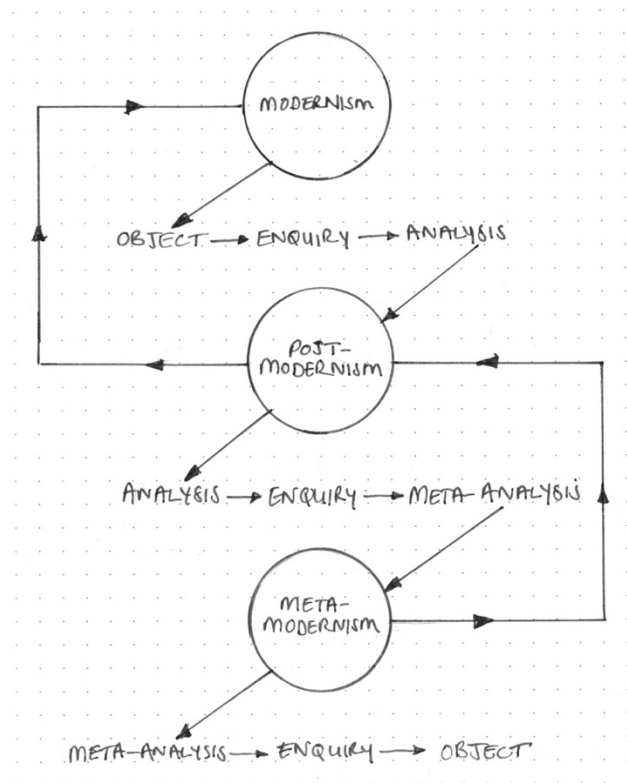 MODERNISM
OBJECT → ENQUIRY → ANALYSIS
POST-
MODERNISM
ANALYSIS → ENQUIRY → META-ANALYSIS
META-
MODERNISM
META-ANALYSIS → ENQUIRY → OBJECT